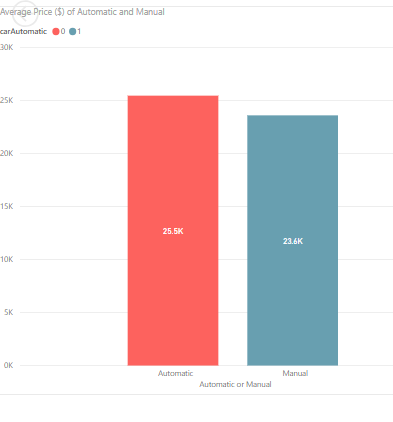 Average Price ($) of Automatic and Manual
carAutomatic 0 1
30K
25K
20K
15K
10K
5K
0K
25.5K
23.6K
Automatic Manual
Automatic or Manual